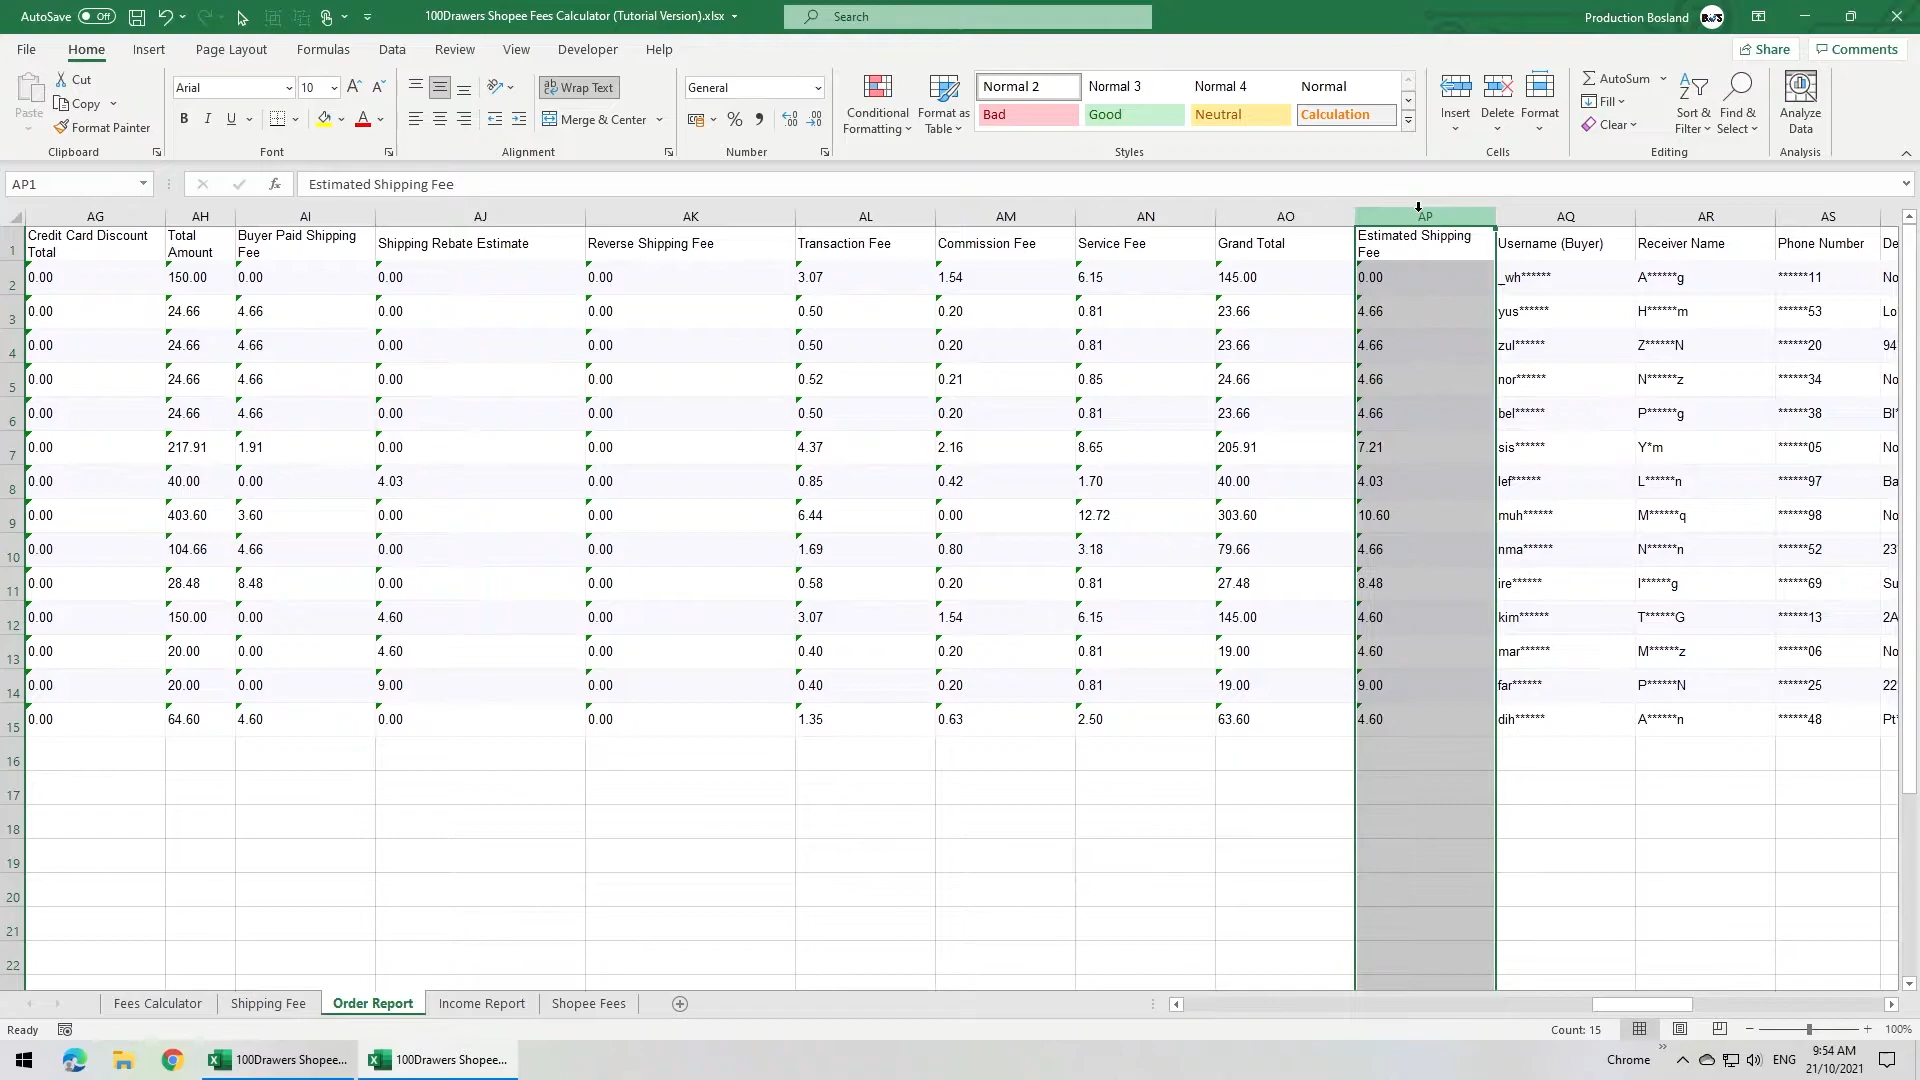 AutoSave Off 100Drawers Shopee Fees Calculator (Tutorial Version).xlsx Search Production Bosland
File Home Insert Page Layout Formulas Data Review View Developer Help Share Comments
Paste Cut Copy Format Painter Clipboard
Arial 10 B I U Font
Wrap Text Merge & Center Alignment
General Number
Conditional Formatting Format as Table
Normal 2 Normal 3 Normal 4 Normal
Bad Good Neutral Calculation
Styles
Insert Delete Format Cells
AutoSum Fill Clear Sort & Filter Find & Select Editing
Analyze Data Analysis
AP1 fx Estimated Shipping Fee
AG AH AI AJ AK AL AM AN AO AP AQ AR AS
1 Credit Card Discount Total Total Amount Buyer Paid Shipping Fee Shipping Rebate Estimate Reverse Shipping Fee Transaction Fee Commission Fee Service Fee Grand Total Estimated Shipping Fee Username (Buyer) Receiver Name Phone Number De
2 0.00 150.00 0.00 0.00 0.00 3.07 1.54 6.15 145.00 0.00 _wh****** A******g ******11 No
3 0.00 24.66 4.66 0.00 0.00 0.50 0.20 0.81 23.66 4.66 yus****** H******m ******53 Lo
4 0.00 24.66 4.66 0.00 0.00 0.50 0.20 0.81 23.66 4.66 zul****** Z******N ******20 94
5 0.00 24.66 4.66 0.00 0.00 0.52 0.21 0.85 24.66 4.66 nor****** N******z ******34 No
6 0.00 24.66 4.66 0.00 0.00 0.50 0.20 0.81 23.66 4.66 bel****** P******g ******38 Bl*
7 0.00 217.91 1.91 0.00 0.00 4.37 2.16 8.65 205.91 7.21 sis****** Y*m ******05 No
8 0.00 40.00 0.00 4.03 0.00 0.85 0.42 1.70 40.00 4.03 lef****** L******n ******97 Ba
9 0.00 403.60 3.60 0.00 0.00 6.44 0.00 12.72 303.60 10.60 muh****** M******q ******98 No
10 0.00 104.66 4.66 0.00 0.00 1.69 0.80 3.18 79.66 4.66 nma****** N******n ******52 23*
11 0.00 28.48 8.48 0.00 0.00 0.58 0.20 0.81 27.48 8.48 ire****** I******g ******69 Su
12 0.00 150.00 0.00 4.60 0.00 3.07 1.54 6.15 145.00 4.60 kim****** T******G ******13 2A
13 0.00 20.00 0.00 4.60 0.00 0.40 0.20 0.81 19.00 4.60 mar****** M******z ******06 No
14 0.00 20.00 0.00 9.00 0.00 0.40 0.20 0.81 19.00 9.00 far****** P******N ******25 22*
15 0.00 64.60 4.60 0.00 0.00 1.35 0.63 2.50 63.60 4.60 dih****** A******n ******48 Pt*
16
17
18
19
20
21
22
Fees Calculator Shipping Fee Order Report Income Report Shopee Fees
Ready Count: 15 100%
100Drawers Shopee... 100Drawers Shopee... Chrome ENG 9:54 AM
21/10/2021